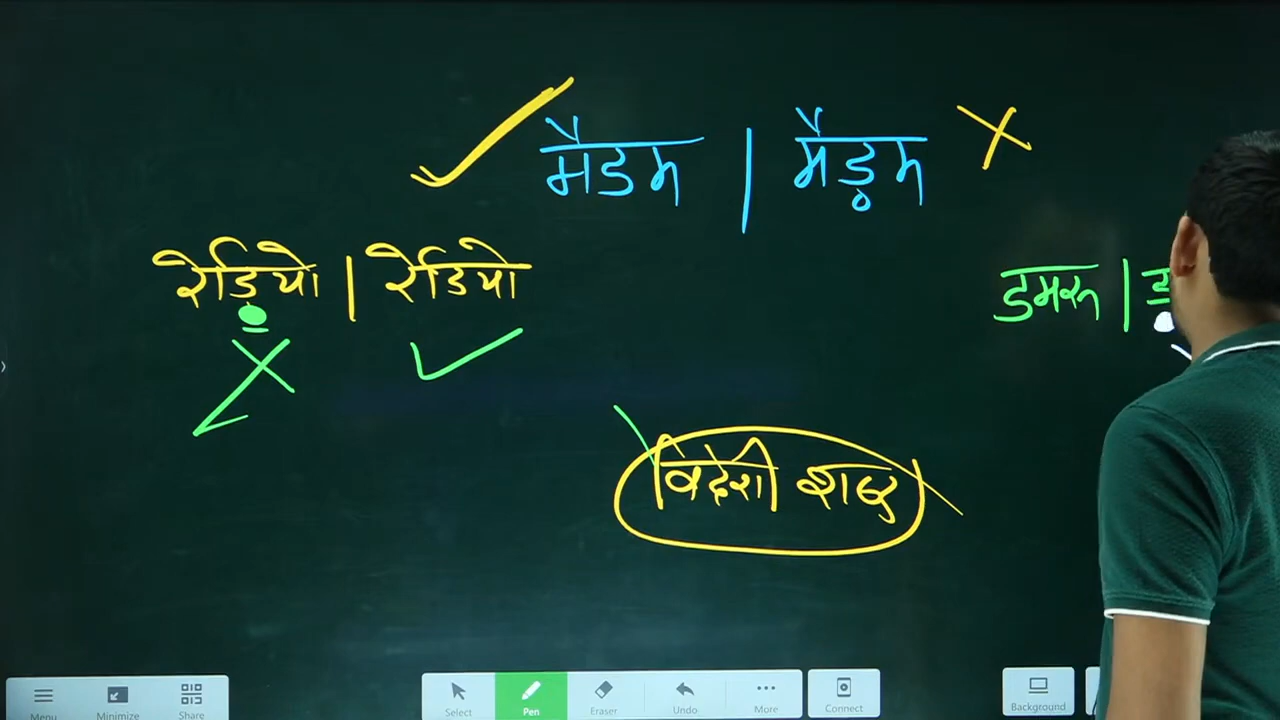 मैडम | मैड़म
रेड़ियो | रेडियो
डमरू |
विदेशी शब्द
Menu Minimize Share Select Pen Eraser Undo More Connect Background